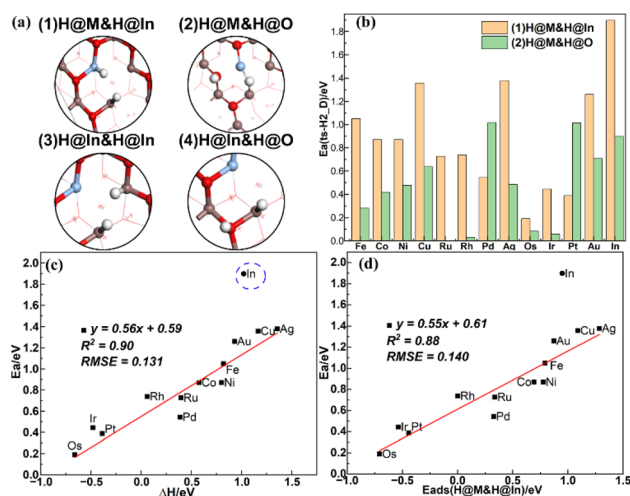 (a)
(1)H@M&H@In
(2)H@M&H@O
(3)H@In&H@In
(4)H@In&H@O
(b)
Ea(ts-H2_D)/eV
1.8
1.6
1.4
1.2
1.0
0.8
0.6
0.4
0.2
0.0
(1)H@M&H@In
(2)H@M&H@O
Fe Co Ni Cu Ru Rh Pd Ag Os Ir Pt Au In
(c)
Ea/eV
2.2
2.0
1.8
1.6
1.4
1.2
1.0
0.8
0.6
0.4
0.2
0.0
In
y = 0.56x + 0.59
R² = 0.90
RMSE = 0.131
Cu
Ag
Au
Fe
Co
Ni
Rh
Ru
Pd
Ir
Pt
Os
-1.0 -0.5 0.0 0.5 1.0 1.5
ΔH/eV
(d)
Ea/eV
2.2
2.0
1.8
1.6
1.4
1.2
1.0
0.8
0.6
0.4
0.2
0.0
In
y = 0.55x + 0.61
R² = 0.88
RMSE = 0.140
Cu
Ag
Au
Fe
Co
Ni
Rh
Ru
Pd
Ir
Pt
Os
-1.0 -0.5 0.0 0.5 1.0 1.5
Eads(H@M&H@In)/eV